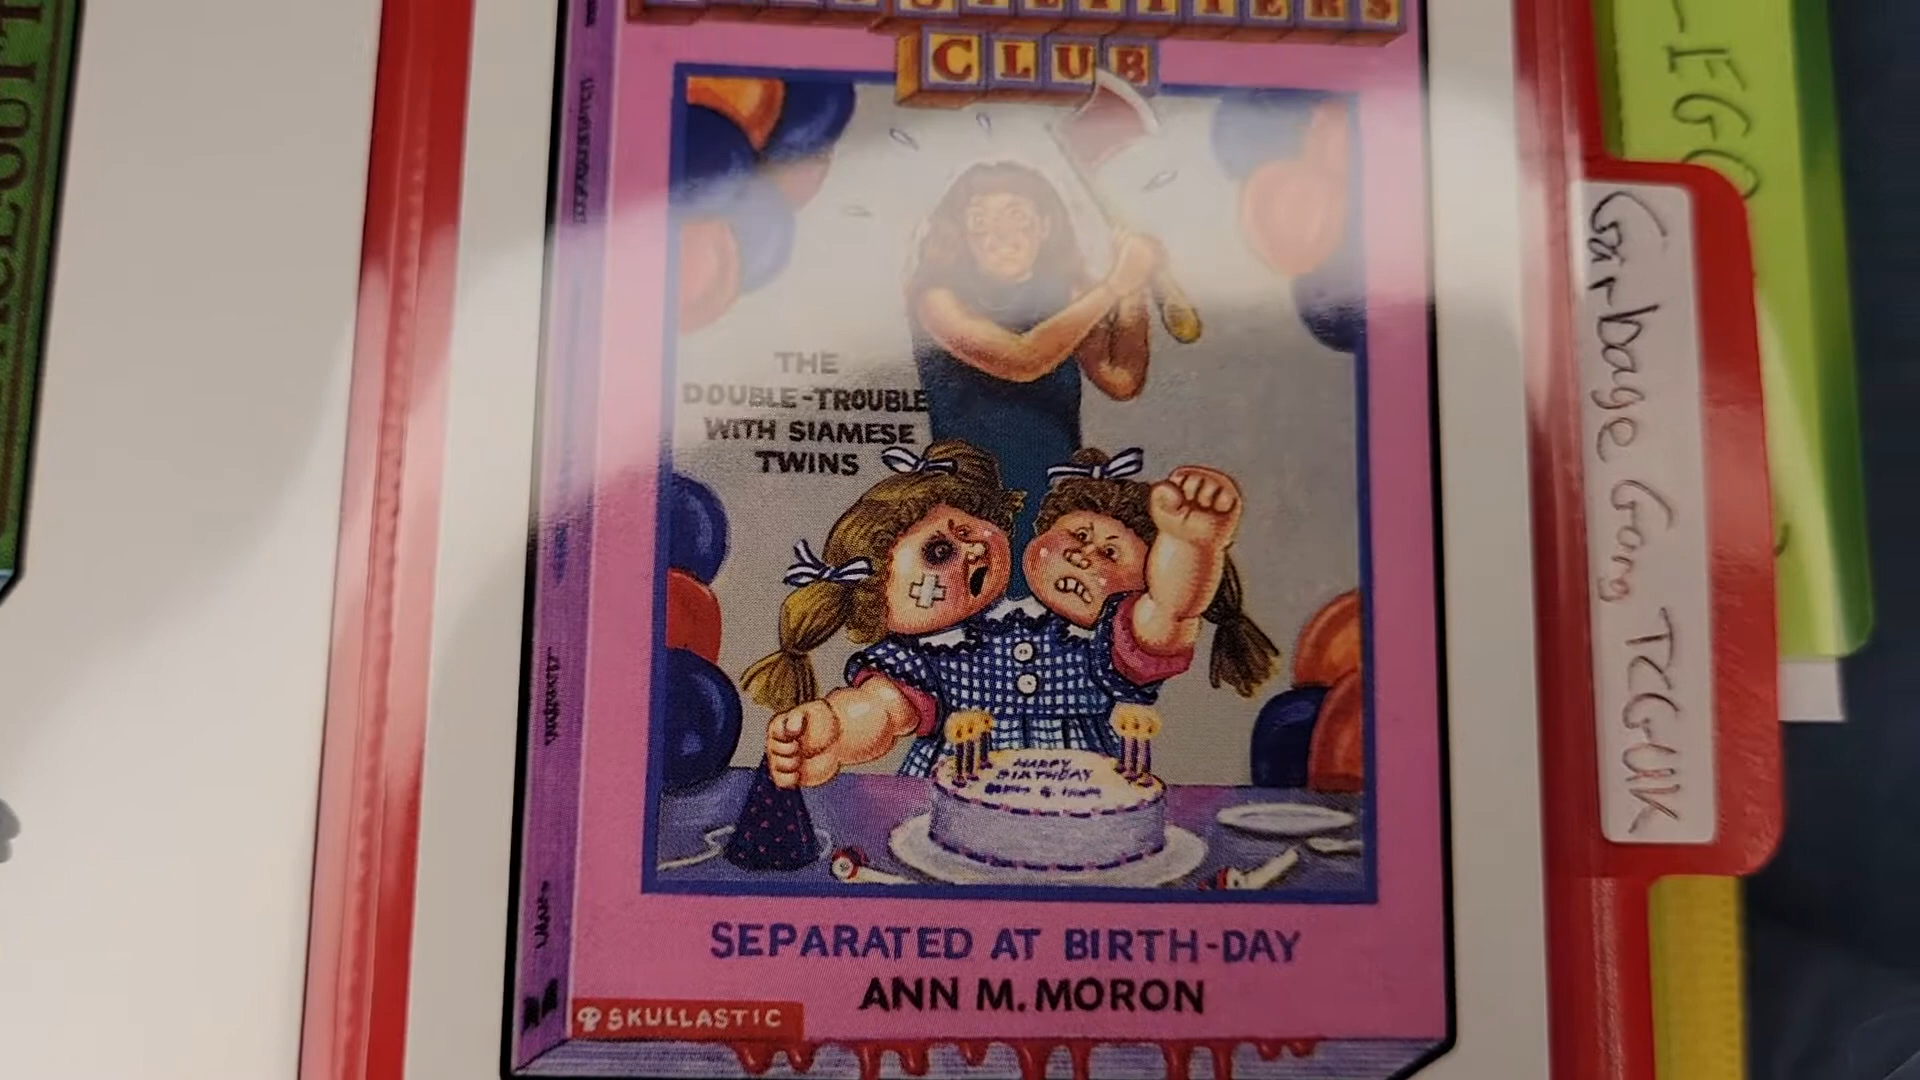 CLUB
THE
DOUBLE-TROUBLE
WITH SIAMESE
TWINS
HAPPY
BIRTHDAY
SEPARATED AT BIRTH-DAY
ANN M. MORON
SKULLASTIC
Garbage Gang TCG-UK